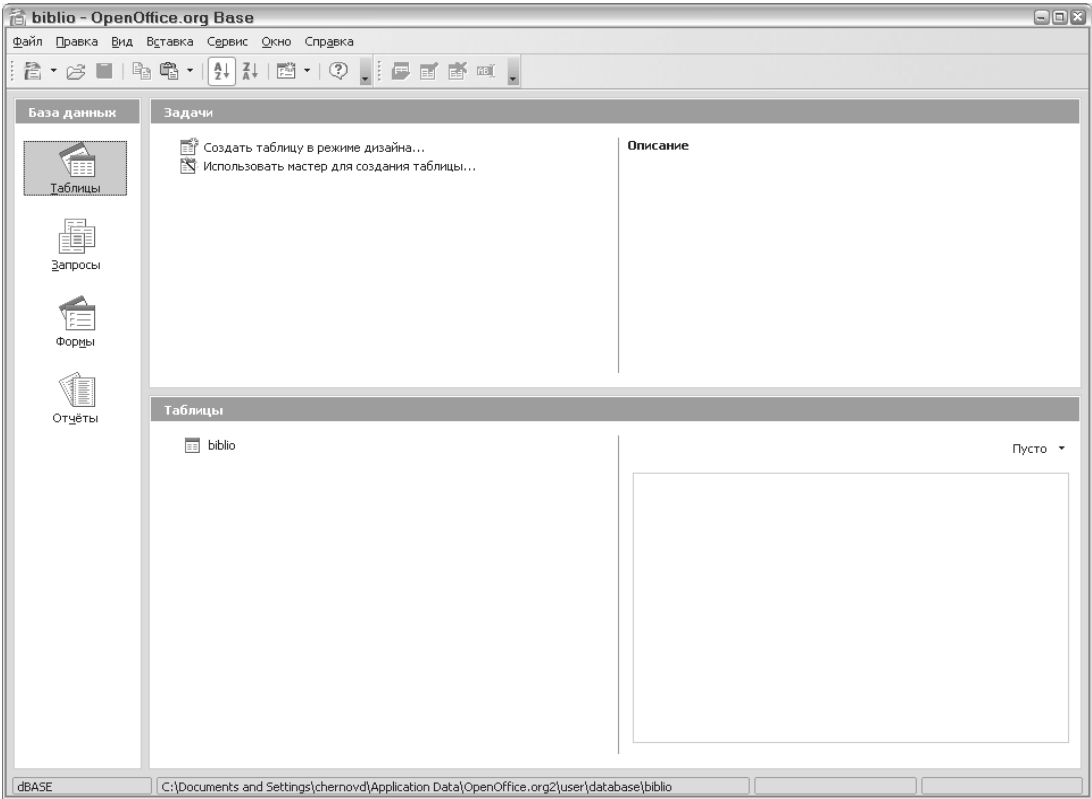 biblio - OpenOffice.org Base
Файл Правка Вид Вставка Сервис Окно Справка
База данных
Задачи
Таблицы
Запросы
Формы
Отчёты
Создать таблицу в режиме дизайна...
Использовать мастер для создания таблицы...
Описание
Таблицы
biblio
Пусто
dBASE
C:\Documents and Settings\chernovd\Application Data\OpenOffice.org2\user\database\biblio